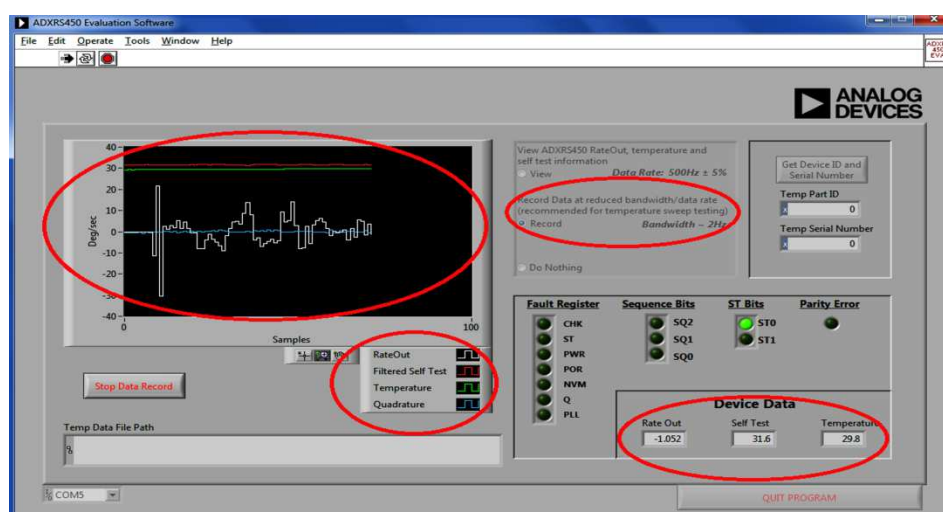 ADXRS450 Evaluation Software
File Edit Operate Tools Window Help
ANALOG
DEVICES
40
30
20
10
0
-10
-20
-30
-40
Deg/sec
0
100
Samples
RateOut
Filtered Self Test
Temperature
Quadrature
Stop Data Record
Temp Data File Path
COM5
View ADXRS450 RateOut, temperature and
self test information
View Data Rate: 500Hz ± 5%
Record Data at reduced bandwidth/data rate
(recommended for temperature sweep testing)
Record Bandwidth ~ 2Hz
Do Nothing
Get Device ID and
Serial Number
Temp Part ID
0
Temp Serial Number
0
Fault Register Sequence Bits ST Bits Parity Error
CHK SQ2 ST0
ST SQ1 ST1
PWR SQ0
POR
NVM
Q
PLL
Device Data
Rate Out Self Test Temperature
-1.052 31.6 29.8
QUIT PROGRAM